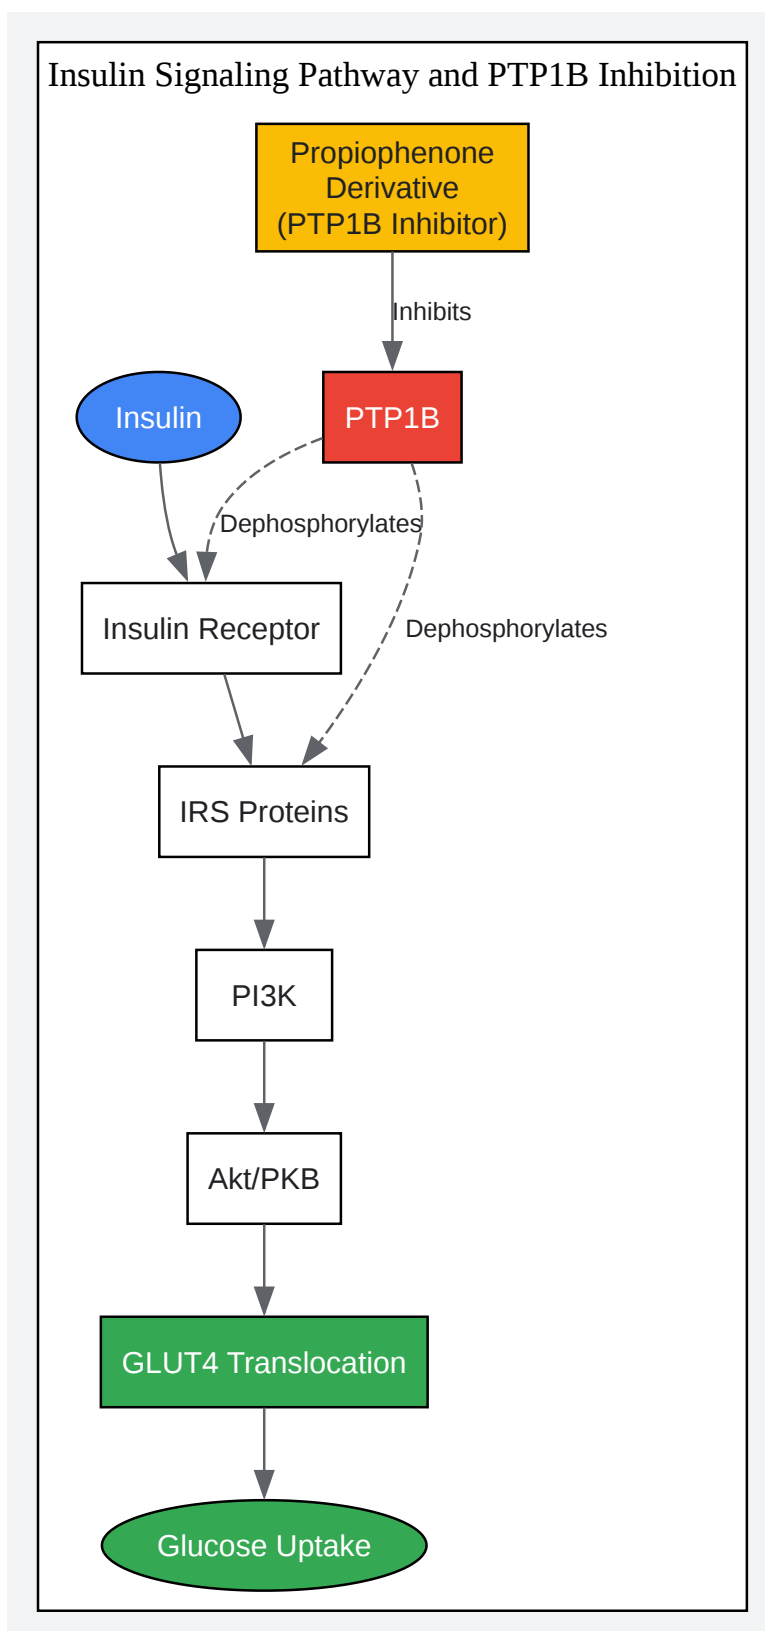 Insulin Signaling Pathway and PTP1B Inhibition
Propiophenone
Derivative
(PTP1B Inhibitor)
Inhibits
Insulin
PTP1B
Dephosphorylates
Insulin Receptor
Dephosphorylates
IRS Proteins
PI3K
Akt/PKB
GLUT4 Translocation
Glucose Uptake